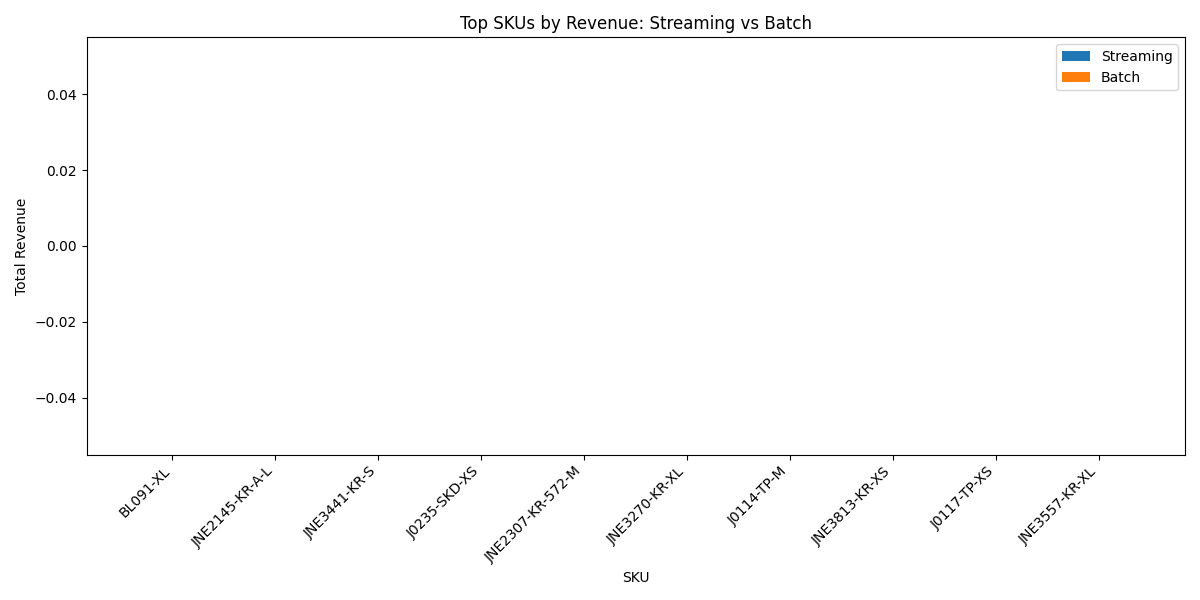 Top SKUs by Revenue: Streaming vs Batch
Streaming
Batch
Total Revenue
0.04
0.02
0.00
−0.02
−0.04
BL091-XL
JNE2145-KR-A-L
JNE3441-KR-S
J0235-SKD-XS
JNE2307-KR-572-M
JNE3270-KR-XL
J0114-TP-M
JNE3813-KR-XS
J0117-TP-XS
JNE3557-KR-XL
SKU